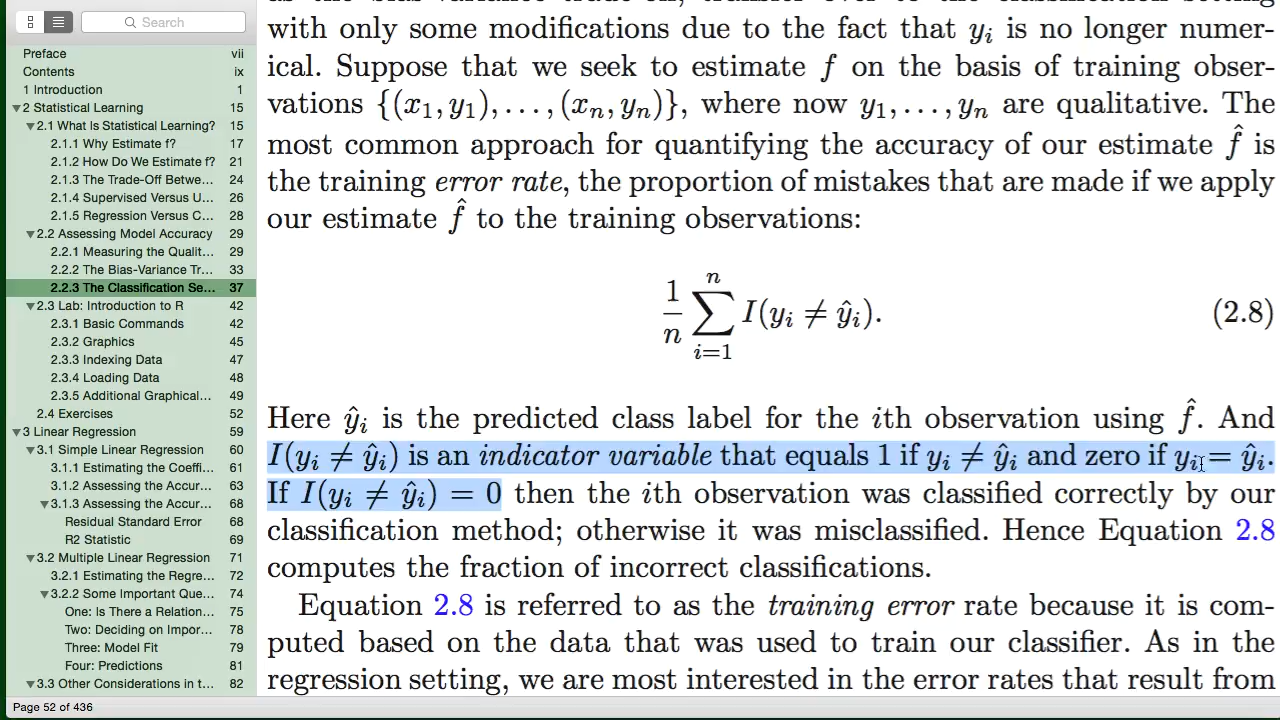 Search
Preface vii
Contents ix
1 Introduction 1
2 Statistical Learning 15
2.1 What Is Statistical Learning? 15
2.1.1 Why Estimate f? 17
2.1.2 How Do We Estimate f? 21
2.1.3 The Trade-Off Betwe... 24
2.1.4 Supervised Versus U... 26
2.1.5 Regression Versus C... 28
2.2 Assessing Model Accuracy 29
2.2.1 Measuring the Qualit... 29
2.2.2 The Bias-Variance Tr... 33
2.2.3 The Classification Se... 37
2.3 Lab: Introduction to R 42
2.3.1 Basic Commands 42
2.3.2 Graphics 45
2.3.3 Indexing Data 47
2.3.4 Loading Data 48
2.3.5 Additional Graphical... 49
2.4 Exercises 52
3 Linear Regression 59
3.1 Simple Linear Regression 60
3.1.1 Estimating the Coeffi... 61
3.1.2 Assessing the Accur... 63
3.1.3 Assessing the Accur... 68
Residual Standard Error 68
R2 Statistic 69
3.2 Multiple Linear Regression 71
3.2.1 Estimating the Regre... 72
3.2.2 Some Important Que... 74
One: Is There a Relation... 75
Two: Deciding on Impor... 78
Three: Model Fit 79
Four: Predictions 81
3.3 Other Considerations in t... 82
Page 52 of 436
with only some modifications due to the fact that yᵢ is no longer numer-
ical. Suppose that we seek to estimate f on the basis of training obser-
vations {(x₁, y₁), . . . , (xₙ, yₙ)}, where now y₁, . . . , yₙ are qualitative. The
most common approach for quantifying the accuracy of our estimate f̂ is
the training error rate, the proportion of mistakes that are made if we apply
our estimate f̂ to the training observations:
1/n ∑ᵢ₌₁ⁿ I(yᵢ ≠ ŷᵢ). (2.8)
Here ŷᵢ is the predicted class label for the ith observation using f̂. And
I(yᵢ ≠ ŷᵢ) is an indicator variable that equals 1 if yᵢ ≠ ŷᵢ and zero if yᵢ = ŷᵢ.
If I(yᵢ ≠ ŷᵢ) = 0 then the ith observation was classified correctly by our
classification method; otherwise it was misclassified. Hence Equation 2.8
computes the fraction of incorrect classifications.
Equation 2.8 is referred to as the training error rate because it is com-
puted based on the data that was used to train our classifier. As in the
regression setting, we are most interested in the error rates that result from